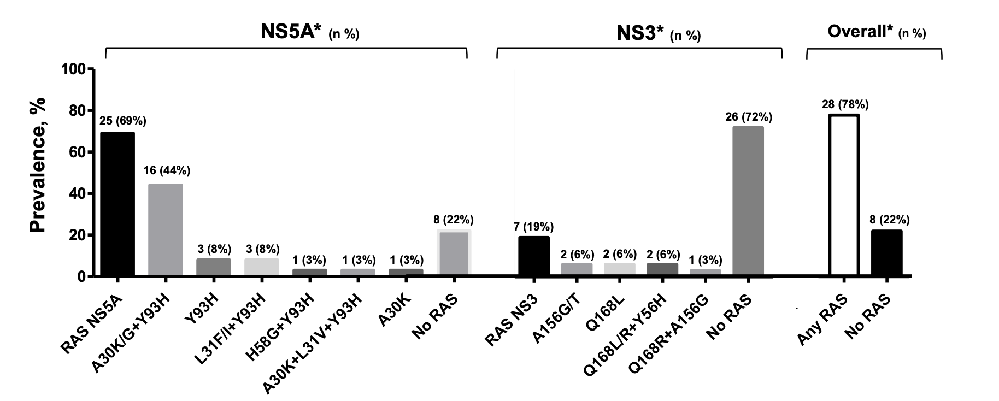 NS5A* (n %)
NS3* (n %)
Overall* (n %)
Prevalence, %
100
80
60
40
20
0
25 (69%)
16 (44%)
3 (8%)
3 (8%)
1 (3%)
1 (3%)
1 (3%)
8 (22%)
7 (19%)
2 (6%)
2 (6%)
2 (6%)
1 (3%)
26 (72%)
28 (78%)
8 (22%)
RAS NS5A
A30K/G+Y93H
Y93H
L31F/I+Y93H
H58G+Y93H
A30K+L31V+Y93H
A30K
No RAS
RAS NS3
A156G/T
Q168L
Q168L/R+Y56H
Q168R+A156G
No RAS
Any RAS
No RAS